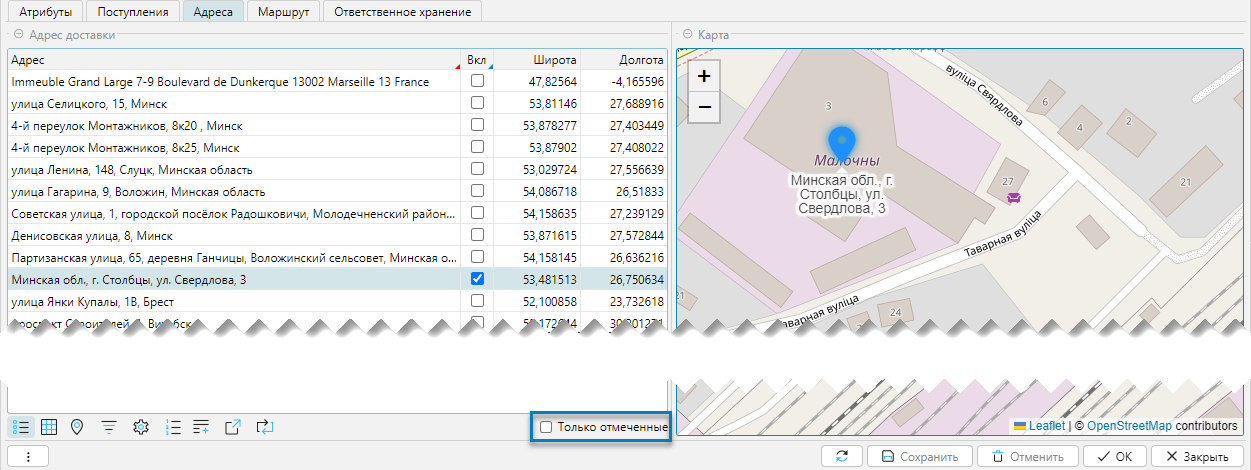 Атрибуты Поступления Адреса Маршрут Ответственное хранение
Адрес доставки
Адрес Вкл Широта Долгота
Immeuble Grand Large 7-9 Boulevard de Dunkerque 13002 Marseille 13 France 47,82564 -4,165596
улица Селицкого, 15, Минск 53,81146 27,688916
4-й переулок Монтажников, 8к20 , Минск 53,878277 27,403449
4-й переулок Монтажников, 8к25, Минск 53,87902 27,408022
улица Ленина, 148, Слуцк, Минская область 53,029724 27,556639
улица Гагарина, 9, Воложин, Минская область 54,086718 26,51833
Советская улица, 1, городской посёлок Радошковичи, Молодечненский район... 54,158635 27,239129
Денисовская улица, 8, Минск 53,871615 27,572844
Партизанская улица, 65, деревня Ганчицы, Воложинский сельсовет, Минская о... 54,158145 26,636216
Минская обл., г. Столбцы, ул. Свердлова, 3 53,481513 26,750634
улица Янки Купалы, 1В, Брест 52,100858 23,732618
Только отмеченные
Карта
+
−
вуліца Свярдлова
3
6
4
2
21
27
Малочны
Минская обл., г.
Столбцы, ул.
Свердлова, 3
Таварная вуліца
Таварная вуліца
24
Leaflet | © OpenStreetMap contributors
Сохранить Отменить OK Закрыть